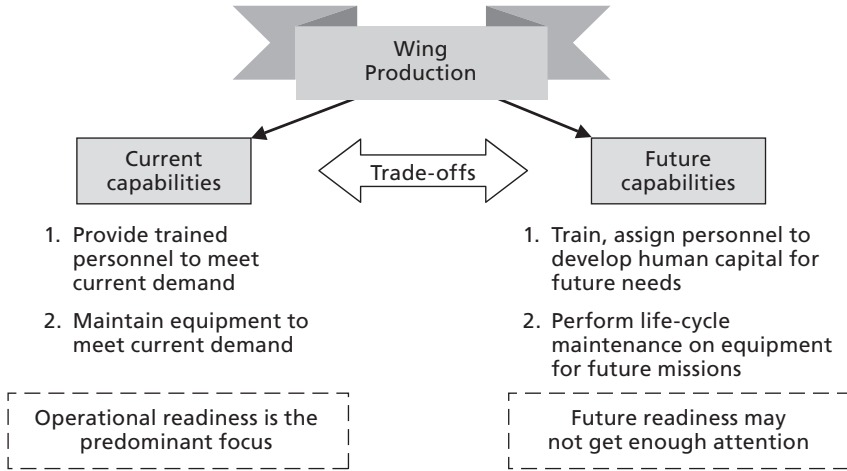 Wing
Production
Current
capabilities
Trade-offs
Future
capabilities
1. Provide trained
personnel to meet
current demand
2. Maintain equipment to
meet current demand
Operational readiness is the
predominant focus
1. Train, assign personnel to
develop human capital for
future needs
2. Perform life-cycle
maintenance on equipment
for future missions
Future readiness may
not get enough attention